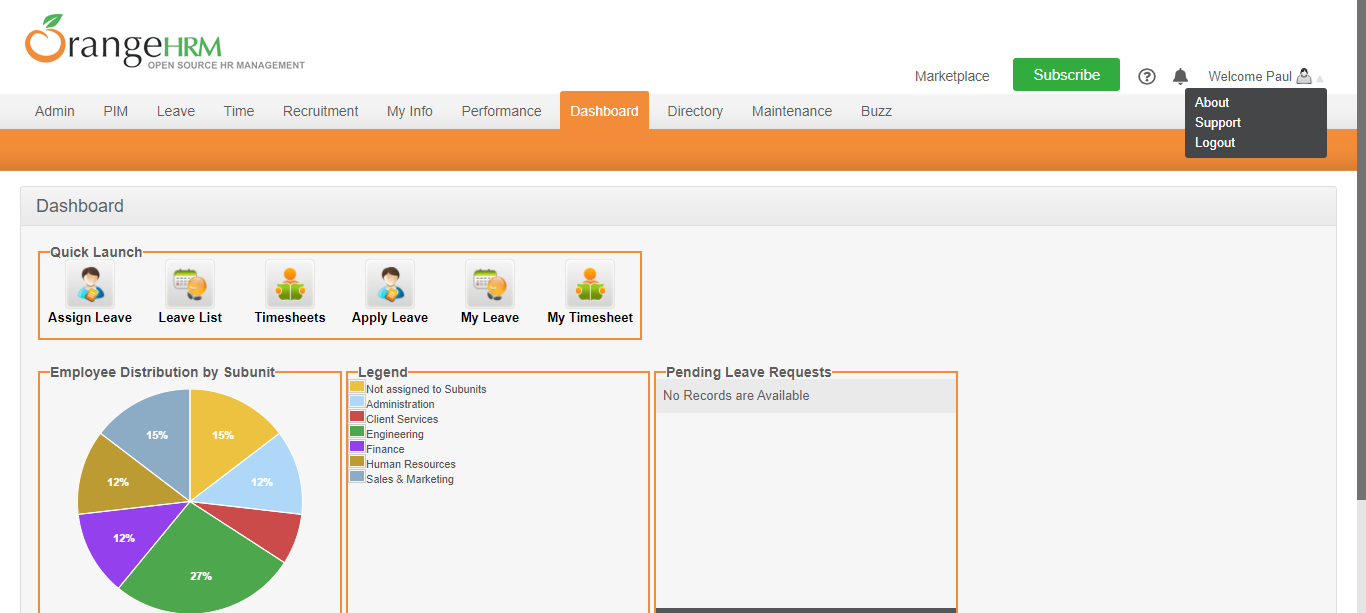 OrangeHRM
OPEN SOURCE HR MANAGEMENT
Marketplace
Subscribe
Welcome Paul
About
Support
Logout
Admin
PIM
Leave
Time
Recruitment
My Info
Performance
Dashboard
Directory
Maintenance
Buzz
Dashboard
Quick Launch
Assign Leave
Leave List
Timesheets
Apply Leave
My Leave
My Timesheet
Employee Distribution by Subunit
15%
15%
12%
12%
12%
27%
Legend
Not assigned to Subunits
Administration
Client Services
Engineering
Finance
Human Resources
Sales & Marketing
Pending Leave Requests
No Records are Available